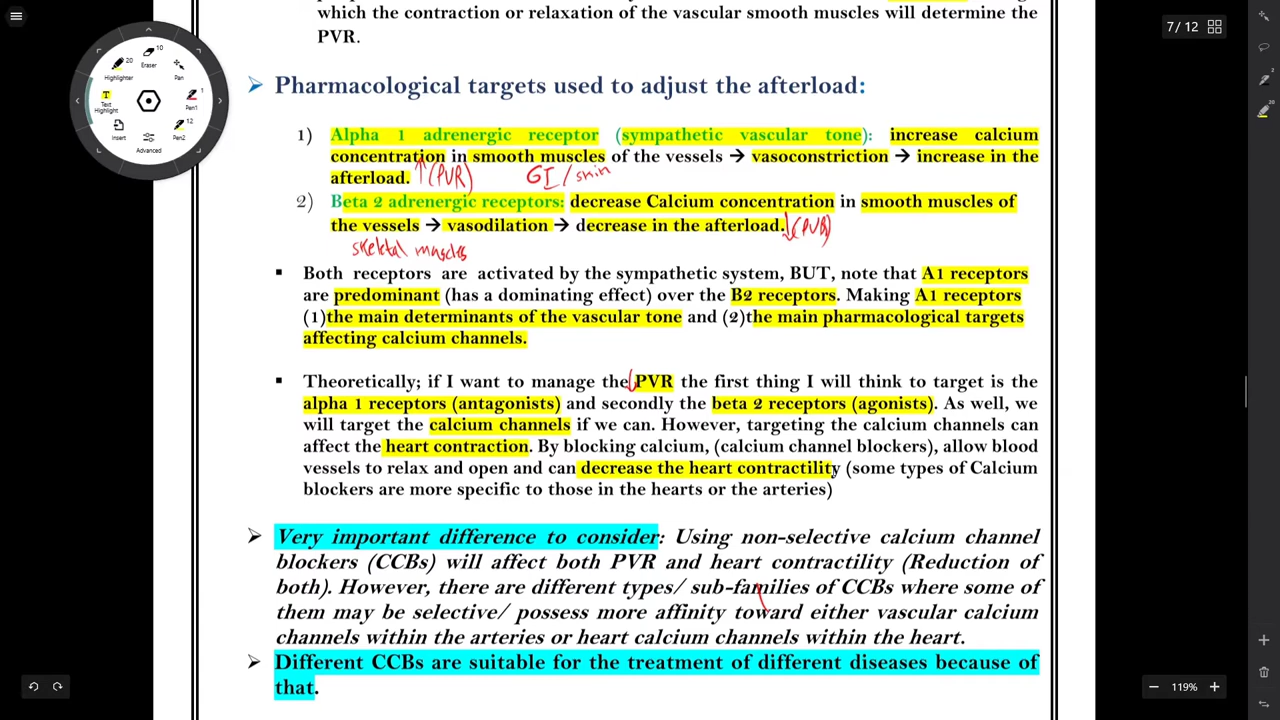 which the contraction or relaxation of the vascular smooth muscles will determine the
PVR.
7 / 12
10
Eraser
20
Highlighter
Pan
Text
Highlight
1
Pen1
Insert
12
Pen2
Advanced
➢ Pharmacological targets used to adjust the afterload:
1) Alpha 1 adrenergic receptor (sympathetic vascular tone): increase calcium
concentration in smooth muscles of the vessels → vasoconstriction → increase in the
afterload. ↑(PVR) GI / skin
2) Beta 2 adrenergic receptors: decrease Calcium concentration in smooth muscles of
the vessels → vasodilation → decrease in the afterload. ↓(PVR)
skeletal muscles
▪ Both receptors are activated by the sympathetic system, BUT, note that A1 receptors
are predominant (has a dominating effect) over the B2 receptors. Making A1 receptors
(1)the main determinants of the vascular tone and (2)the main pharmacological targets
affecting calcium channels.
▪ Theoretically; if I want to manage the PVR the first thing I will think to target is the
alpha 1 receptors (antagonists) and secondly the beta 2 receptors (agonists). As well, we
will target the calcium channels if we can. However, targeting the calcium channels can
affect the heart contraction. By blocking calcium, (calcium channel blockers), allow blood
vessels to relax and open and can decrease the heart contractility (some types of Calcium
blockers are more specific to those in the hearts or the arteries)
➢ Very important difference to consider: Using non-selective calcium channel
blockers (CCBs) will affect both PVR and heart contractility (Reduction of
both). However, there are different types/ sub-families of CCBs where some of
them may be selective/ possess more affinity toward either vascular calcium
channels within the arteries or heart calcium channels within the heart.
➢ Different CCBs are suitable for the treatment of different diseases because of
that.
119%